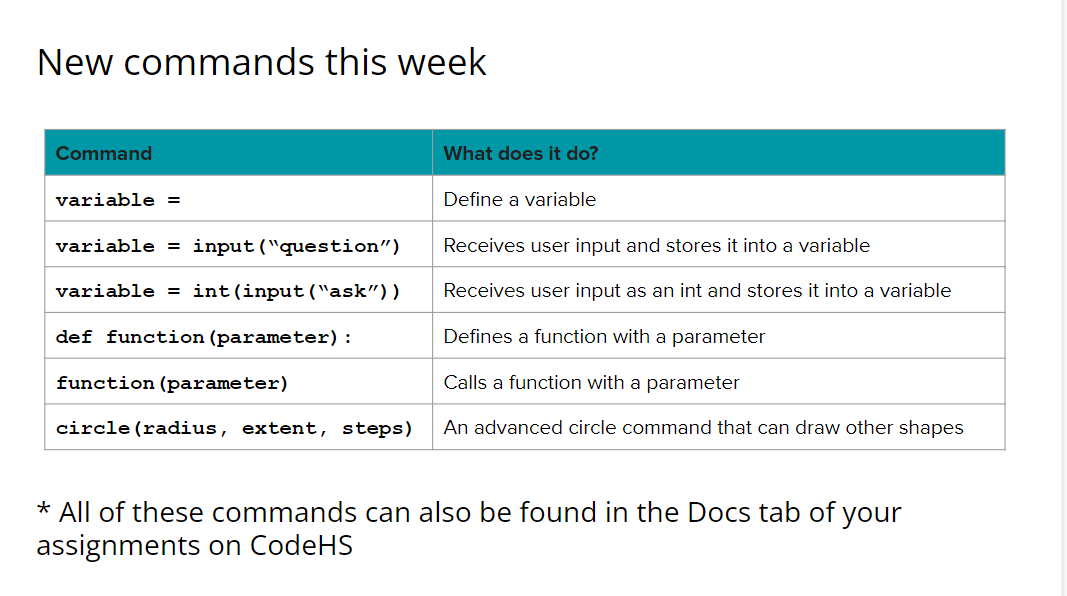 New commands this week
Command What does it do?
variable = Define a variable
variable = input(“question”) Receives user input and stores it into a variable
variable = int(input(“ask”)) Receives user input as an int and stores it into a variable
def function(parameter): Defines a function with a parameter
function(parameter) Calls a function with a parameter
circle(radius, extent, steps) An advanced circle command that can draw other shapes
* All of these commands can also be found in the Docs tab of your
assignments on CodeHS